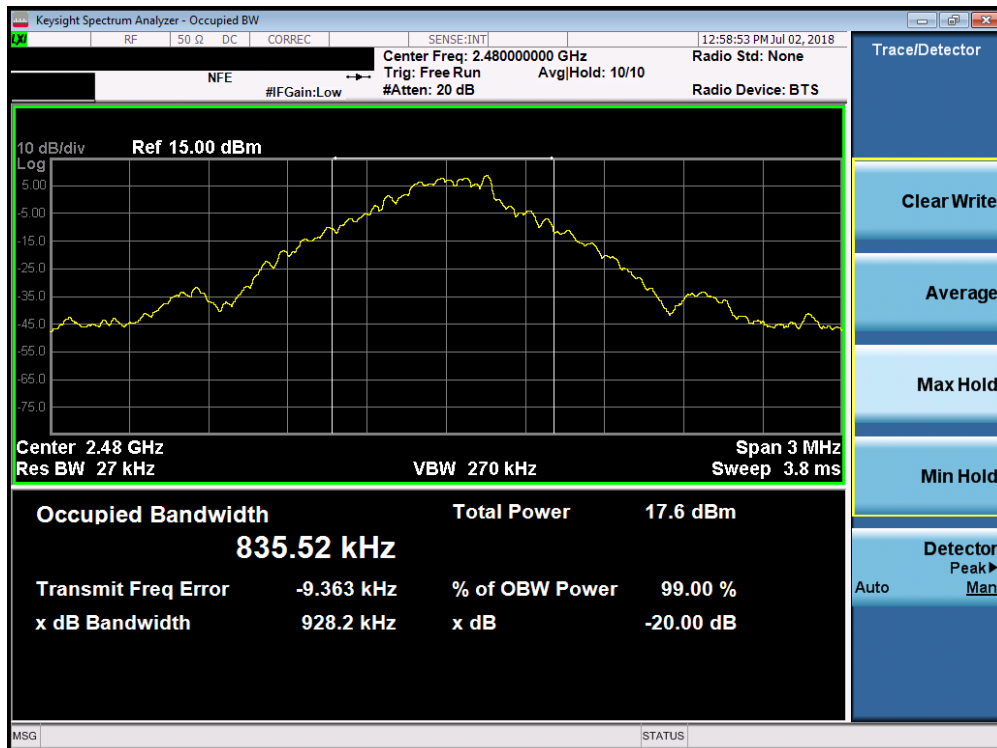 Keysight Spectrum Analyzer - Occupied BW
LXI RF 50 Ω DC CORREC SENSE:INT 12:58:53 PM Jul 02, 2018
Center Freq: 2.480000000 GHz Radio Std: None
NFE Trig: Free Run Avg|Hold: 10/10
#IFGain:Low #Atten: 20 dB Radio Device: BTS
Trace/Detector
10 dB/div Ref 15.00 dBm
Log
5.00
-5.00
-15.0
-25.0
-35.0
-45.0
-55.0
-65.0
-75.0
Center 2.48 GHz Span 3 MHz
Res BW 27 kHz VBW 270 kHz Sweep 3.8 ms
Occupied Bandwidth Total Power 17.6 dBm
835.52 kHz
Transmit Freq Error -9.363 kHz % of OBW Power 99.00 %
x dB Bandwidth 928.2 kHz x dB -20.00 dB
Clear Write
Average
Max Hold
Min Hold
Detector
Peak
Auto Man
MSG STATUS